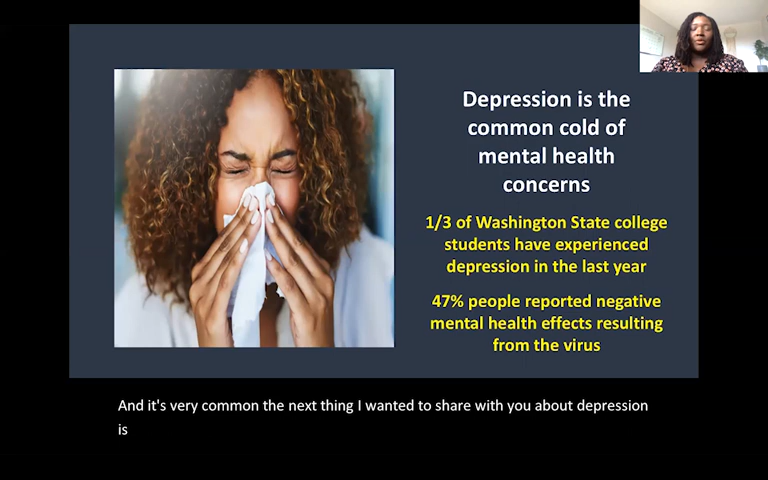 Depression is the
common cold of
mental health
concerns
1/3 of Washington State college
students have experienced
depression in the last year
47% people reported negative
mental health effects resulting
from the virus
And it's very common the next thing I wanted to share with you about depression
is